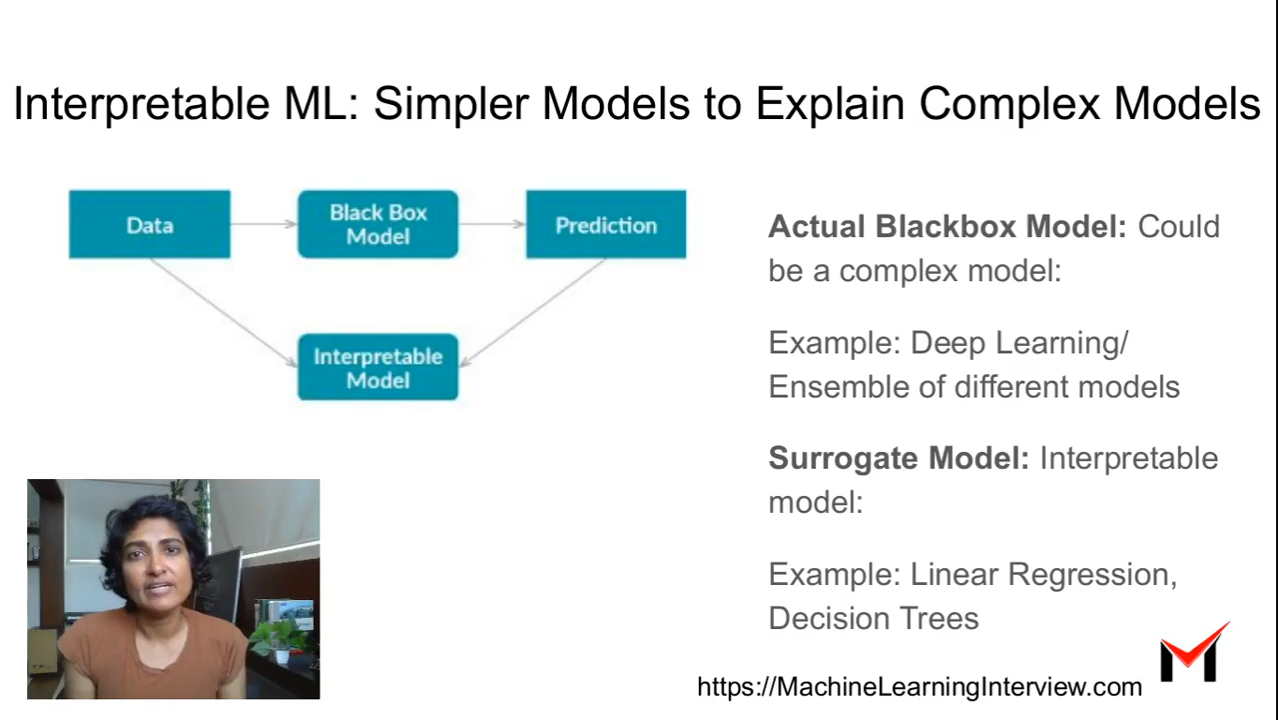 Interpretable ML: Simpler Models to Explain Complex Models
Data
Black Box
Model
Prediction
Interpretable
Model
Actual Blackbox Model: Could
be a complex model:
Example: Deep Learning/
Ensemble of different models
Surrogate Model: Interpretable
model:
Example: Linear Regression,
Decision Trees
https://MachineLearningInterview.com